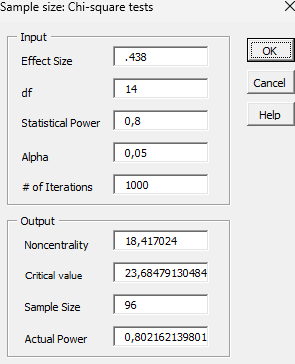 Sample size: Chi-square tests
Input
Effect Size .438
df 14
Statistical Power 0,8
Alpha 0,05
# of Iterations 1000
OK
Cancel
Help
Output
Noncentrality 18,417024
Critical value 23,68479130484
Sample Size 96
Actual Power 0,802162139801